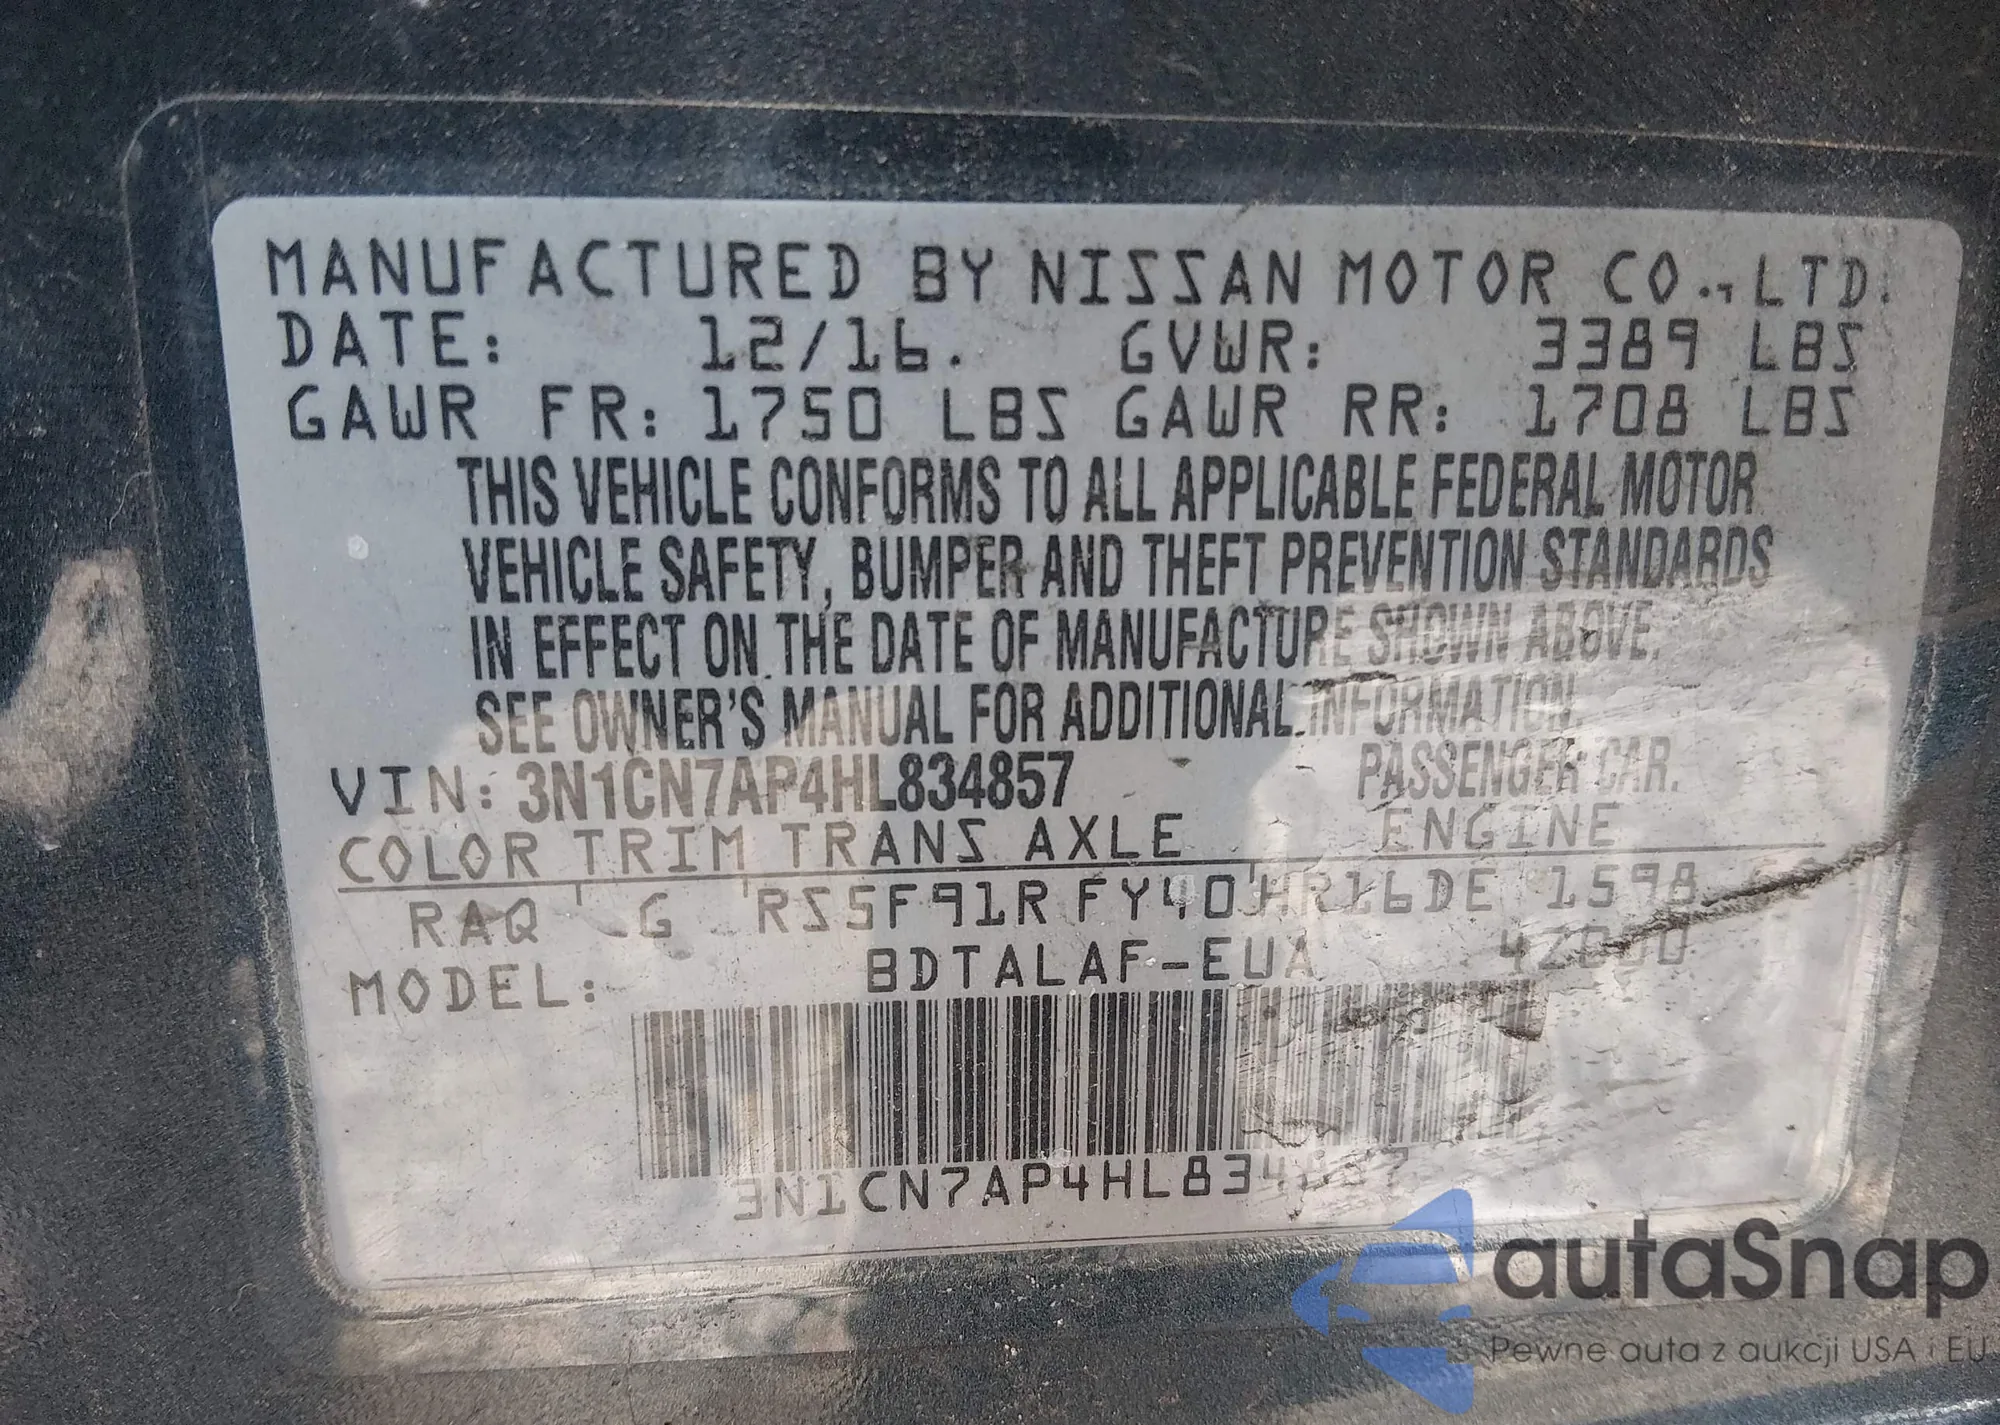 MANUFACTURED BY NISSAN MOTOR CO., LTD.
DATE: 12/16. GVWR: 3389 LBS
GAWR FR: 1750 LBS GAWR RR: 1708 LBS
THIS VEHICLE CONFORMS TO ALL APPLICABLE FEDERAL MOTOR
VEHICLE SAFETY, BUMPER AND THEFT PREVENTION STANDARDS
IN EFFECT ON THE DATE OF MANUFACTURE SHOWN ABOVE.
SEE OWNER'S MANUAL FOR ADDITIONAL INFORMATION.
VIN: 3N1CN7AP4HL834857 PASSENGER CAR.
COLOR TRIM TRANS AXLE ENGINE
RAQ G RS5F91R FY40 HR16DE 1598
MODEL: BDTALAF-EUA
3N1CN7AP4HL834857
autaSnap
Pewne auta z aukcji USA i EU